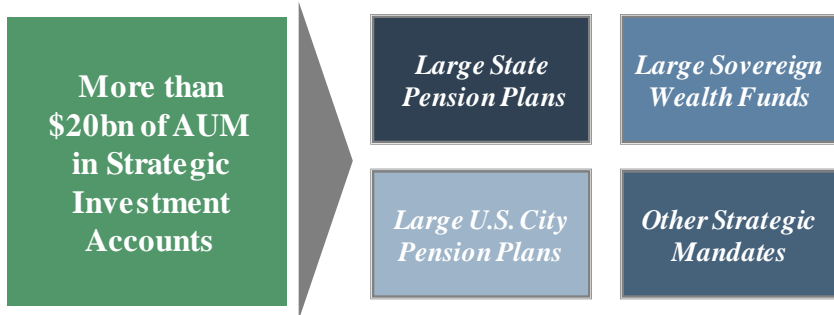 More than
$20bn of AUM
in Strategic
Investment
Accounts
Large State
Pension Plans
Large Sovereign
Wealth Funds
Large U.S. City
Pension Plans
Other Strategic
Mandates